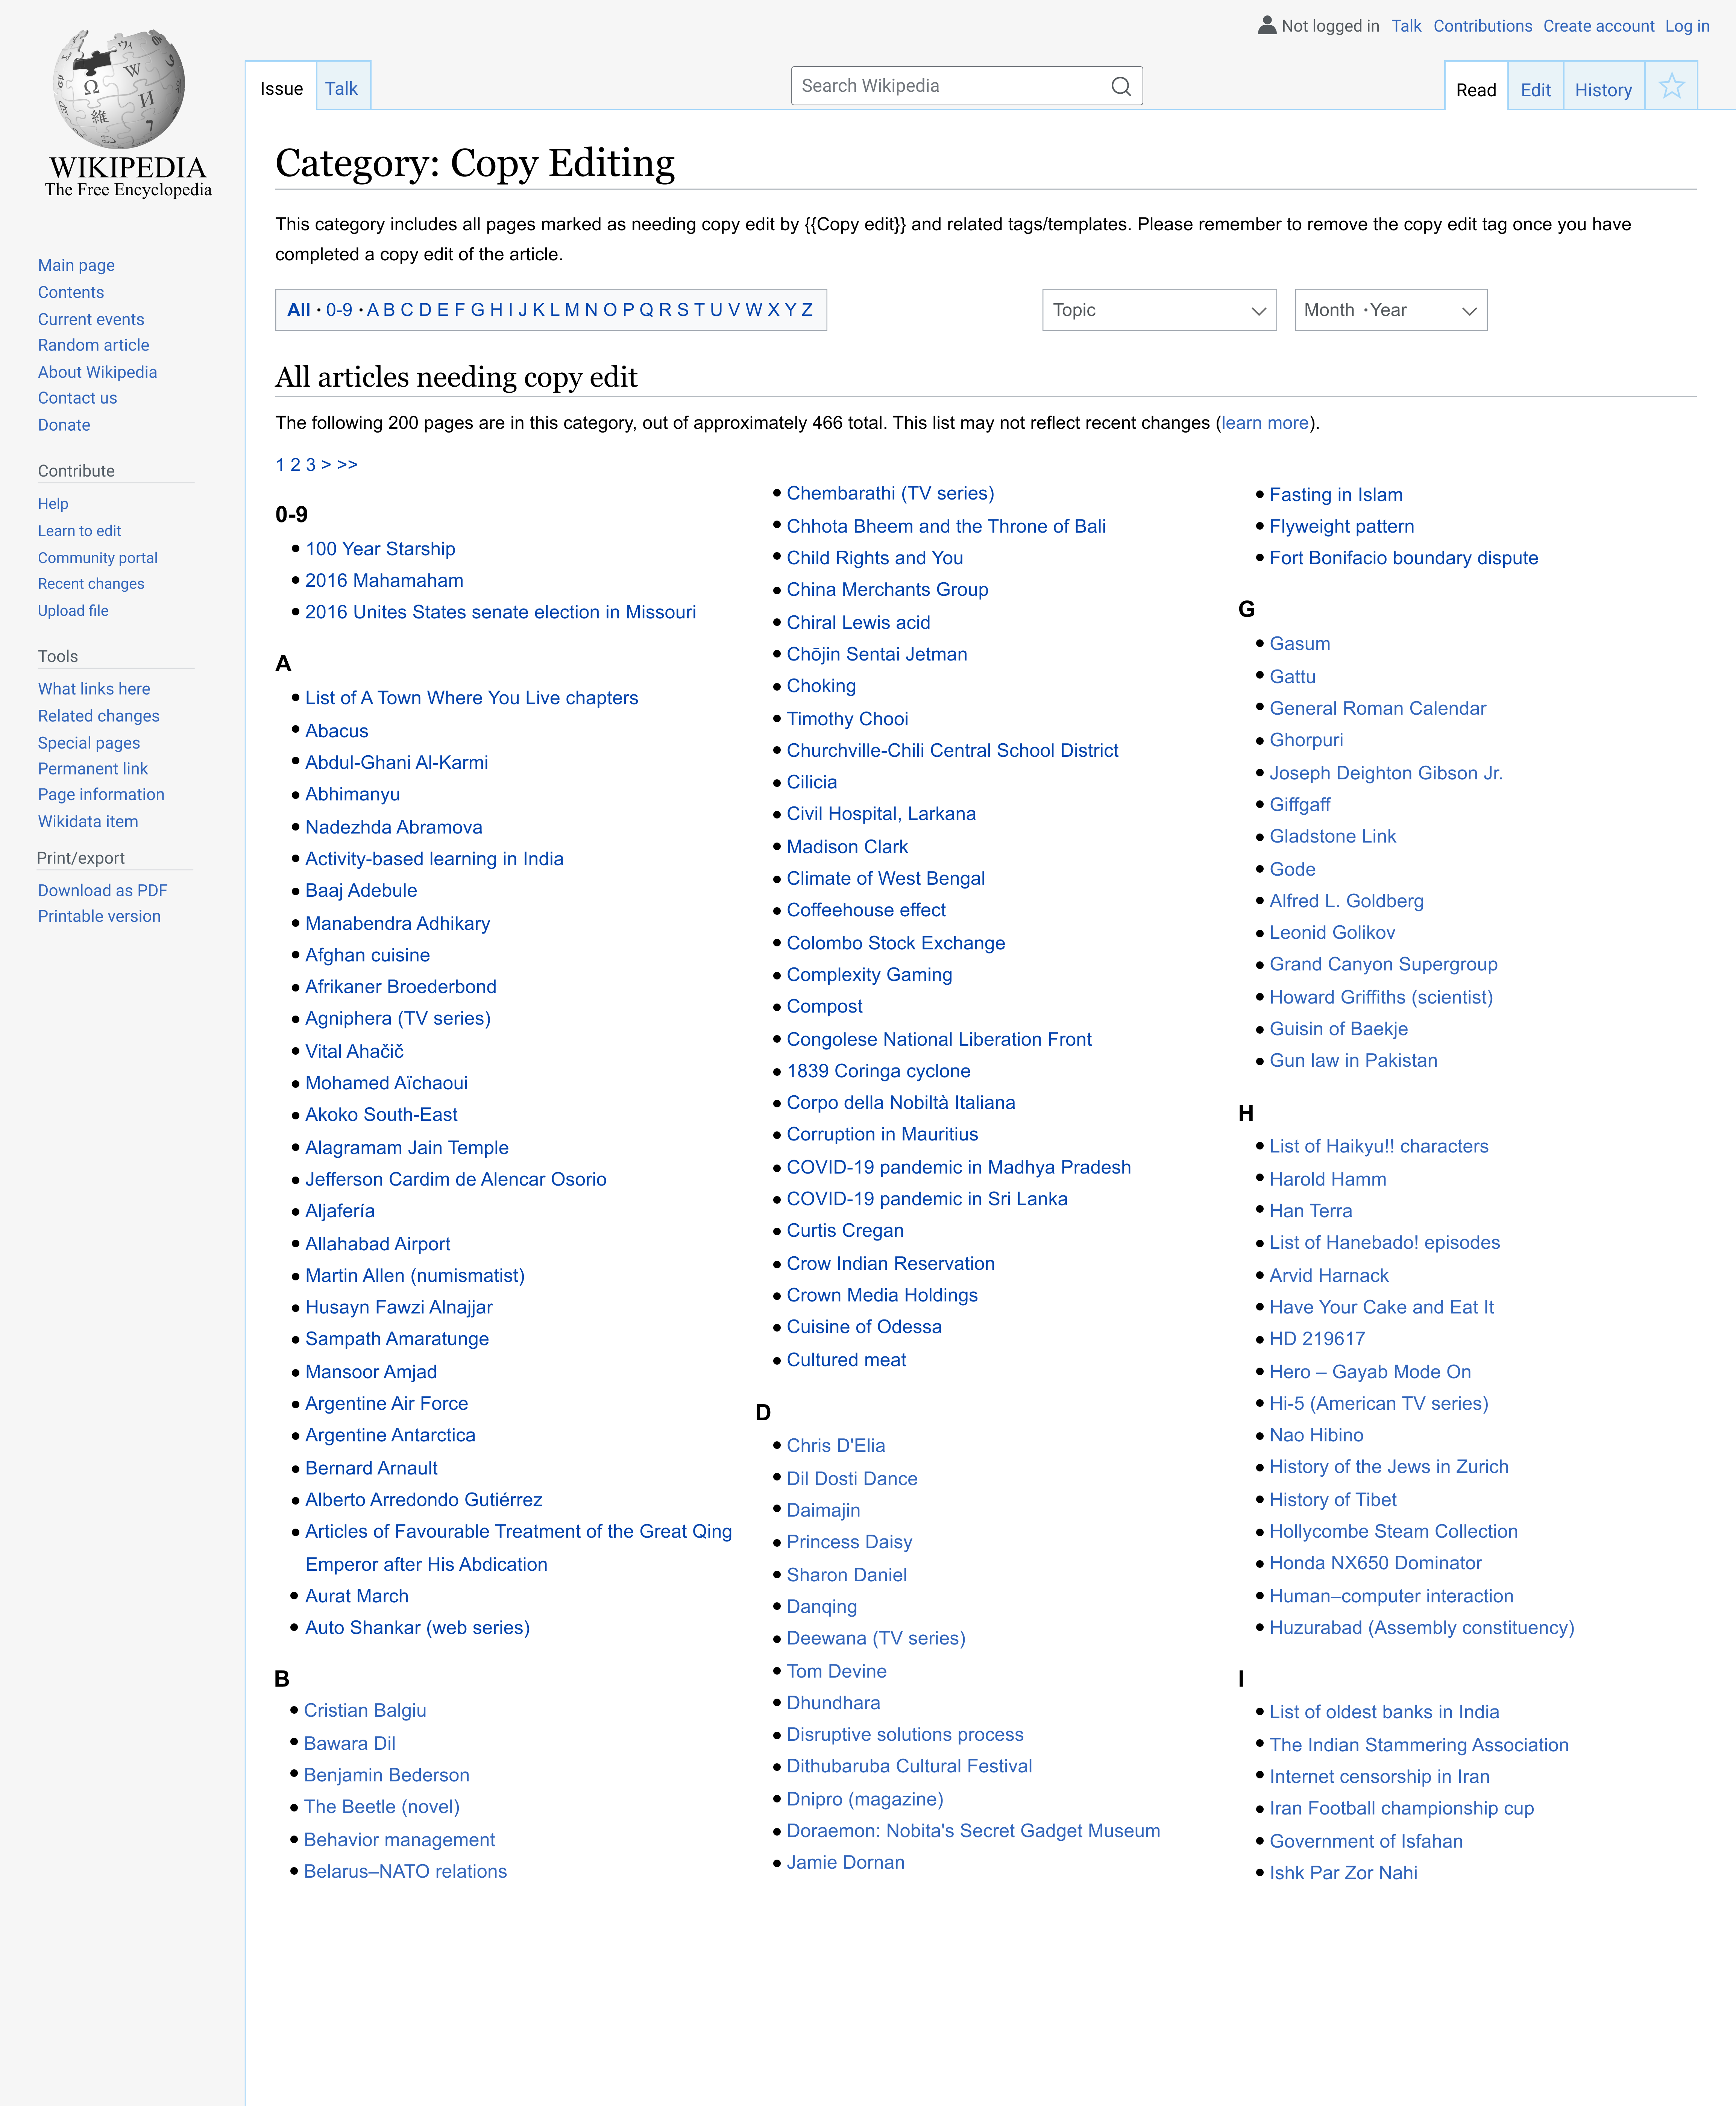 Not logged in Talk Contributions Create account Log in
WIKIPEDIA
The Free Encyclopedia
Issue Talk
Search Wikipedia
Read Edit History
Main page
Contents
Current events
Random article
About Wikipedia
Contact us
Donate
Contribute
Help
Learn to edit
Community portal
Recent changes
Upload file
Tools
What links here
Related changes
Special pages
Permanent link
Page information
Wikidata item
Print/export
Download as PDF
Printable version
Category: Copy Editing
This category includes all pages marked as needing copy edit by {{Copy edit}} and related tags/templates. Please remember to remove the copy edit tag once you have
completed a copy edit of the article.
All · 0-9 · A B C D E F G H I J K L M N O P Q R S T U V W X Y Z
Topic
Month · Year
All articles needing copy edit
The following 200 pages are in this category, out of approximately 466 total. This list may not reflect recent changes (learn more).
1 2 3 > >>
0-9
• 100 Year Starship
• 2016 Mahamaham
• 2016 Unites States senate election in Missouri
A
• List of A Town Where You Live chapters
• Abacus
• Abdul-Ghani Al-Karmi
• Abhimanyu
• Nadezhda Abramova
• Activity-based learning in India
• Baaj Adebule
• Manabendra Adhikary
• Afghan cuisine
• Afrikaner Broederbond
• Agniphera (TV series)
• Vital Ahačič
• Mohamed Aïchaoui
• Akoko South-East
• Alagramam Jain Temple
• Jefferson Cardim de Alencar Osorio
• Aljafería
• Allahabad Airport
• Martin Allen (numismatist)
• Husayn Fawzi Alnajjar
• Sampath Amaratunge
• Mansoor Amjad
• Argentine Air Force
• Argentine Antarctica
• Bernard Arnault
• Alberto Arredondo Gutiérrez
• Articles of Favourable Treatment of the Great Qing
Emperor after His Abdication
• Aurat March
• Auto Shankar (web series)
B
• Cristian Balgiu
• Bawara Dil
• Benjamin Bederson
• The Beetle (novel)
• Behavior management
• Belarus–NATO relations
• Chembarathi (TV series)
• Chhota Bheem and the Throne of Bali
• Child Rights and You
• China Merchants Group
• Chiral Lewis acid
• Chōjin Sentai Jetman
• Choking
• Timothy Chooi
• Churchville-Chili Central School District
• Cilicia
• Civil Hospital, Larkana
• Madison Clark
• Climate of West Bengal
• Coffeehouse effect
• Colombo Stock Exchange
• Complexity Gaming
• Compost
• Congolese National Liberation Front
• 1839 Coringa cyclone
• Corpo della Nobiltà Italiana
• Corruption in Mauritius
• COVID-19 pandemic in Madhya Pradesh
• COVID-19 pandemic in Sri Lanka
• Curtis Cregan
• Crow Indian Reservation
• Crown Media Holdings
• Cuisine of Odessa
• Cultured meat
D
• Chris D'Elia
• Dil Dosti Dance
• Daimajin
• Princess Daisy
• Sharon Daniel
• Danqing
• Deewana (TV series)
• Tom Devine
• Dhundhara
• Disruptive solutions process
• Dithubaruba Cultural Festival
• Dnipro (magazine)
• Doraemon: Nobita's Secret Gadget Museum
• Jamie Dornan
• Fasting in Islam
• Flyweight pattern
• Fort Bonifacio boundary dispute
G
• Gasum
• Gattu
• General Roman Calendar
• Ghorpuri
• Joseph Deighton Gibson Jr.
• Giffgaff
• Gladstone Link
• Gode
• Alfred L. Goldberg
• Leonid Golikov
• Grand Canyon Supergroup
• Howard Griffiths (scientist)
• Guisin of Baekje
• Gun law in Pakistan
H
• List of Haikyu!! characters
• Harold Hamm
• Han Terra
• List of Hanebado! episodes
• Arvid Harnack
• Have Your Cake and Eat It
• HD 219617
• Hero – Gayab Mode On
• Hi-5 (American TV series)
• Nao Hibino
• History of the Jews in Zurich
• History of Tibet
• Hollycombe Steam Collection
• Honda NX650 Dominator
• Human–computer interaction
• Huzurabad (Assembly constituency)
I
• List of oldest banks in India
• The Indian Stammering Association
• Internet censorship in Iran
• Iran Football championship cup
• Government of Isfahan
• Ishk Par Zor Nahi